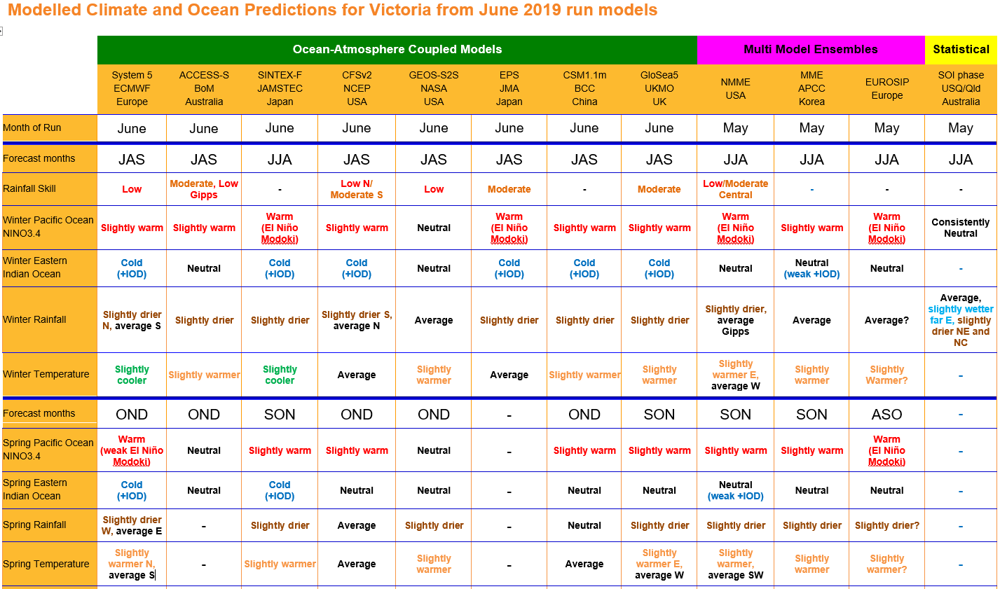 Modelled Climate and Ocean Predictions for Victoria from June 2019 run models
Ocean-Atmosphere Coupled Models
Multi Model Ensembles
Statistical
System 5
ECMWF
Europe
ACCESS-S
BoM
Australia
SINTEX-F
JAMSTEC
Japan
CFSv2
NCEP
USA
GEOS-S2S
NASA
USA
EPS
JMA
Japan
CSM1.1m
BCC
China
GloSea5
UKMO
UK
NMME
USA
MME
APCC
Korea
EUROSIP
Europe
SOI phase
USQ/Qld
Australia
Month of Run
June
June
June
June
June
June
June
June
May
May
May
May
Forecast months
JAS
JAS
JJA
JAS
JAS
JAS
JAS
JAS
JJA
JJA
JJA
JJA
Rainfall Skill
Low
Moderate, Low
Gipps
-
Low N/
Moderate S
Low
Moderate
-
Moderate
Low/Moderate
Central
-
-
-
Winter Pacific Ocean
NINO3.4
Slightly warm
Slightly warm
Warm
(El Niño
Modoki)
Slightly warm
Neutral
Warm
(El Niño
Modoki)
Slightly warm
Slightly warm
Warm
(El Niño
Modoki)
Slightly warm
Warm
(El Niño
Modoki)
Consistently
Neutral
Winter Eastern
Indian Ocean
Cold
(+IOD)
Neutral
Cold
(+IOD)
Cold
(+IOD)
Neutral
Cold
(+IOD)
Cold
(+IOD)
Cold
(+IOD)
Neutral
Neutral
(weak +IOD)
Neutral
-
Winter Rainfall
Slightly drier
N, average S
Slightly drier
Slightly drier
Slightly drier S,
average N
Average
Slightly drier
Slightly drier
Slightly drier
Slightly drier,
average
Gipps
Average
Average?
Average,
slightly wetter
far E, slightly
drier NE and
NC
Winter Temperature
Slightly
cooler
Slightly warmer
Slightly
cooler
Average
Slightly
warmer
Average
Slightly warmer
Slightly
warmer
Slightly
warmer E,
average W
Slightly
warmer
Slightly
Warmer?
-
Forecast months
OND
OND
SON
OND
OND
-
OND
SON
SON
SON
ASO
-
Spring Pacific Ocean
NINO3.4
Warm
(weak El Niño
Modoki)
Neutral
Slightly warm
Slightly warm
Neutral
-
Slightly warm
Slightly warm
Slightly warm
Slightly warm
Warm
(El Niño
Modoki)
-
Spring Eastern
Indian Ocean
Cold
(+IOD)
Neutral
Cold
(+IOD)
Neutral
Neutral
-
Neutral
Neutral
Neutral
(weak +IOD)
Neutral
Neutral
-
Spring Rainfall
Slightly drier
W, average E
-
Slightly drier
Average
Slightly drier
-
Neutral
Slightly drier
Slightly drier
Slightly drier
Slightly drier?
-
Spring Temperature
Slightly
warmer N,
average S
-
Slightly warmer
Average
Slightly
warmer
-
Average
Slightly
warmer E,
average W
Slightly
warmer,
average SW
Slightly
warmer
Slightly
warmer?
-